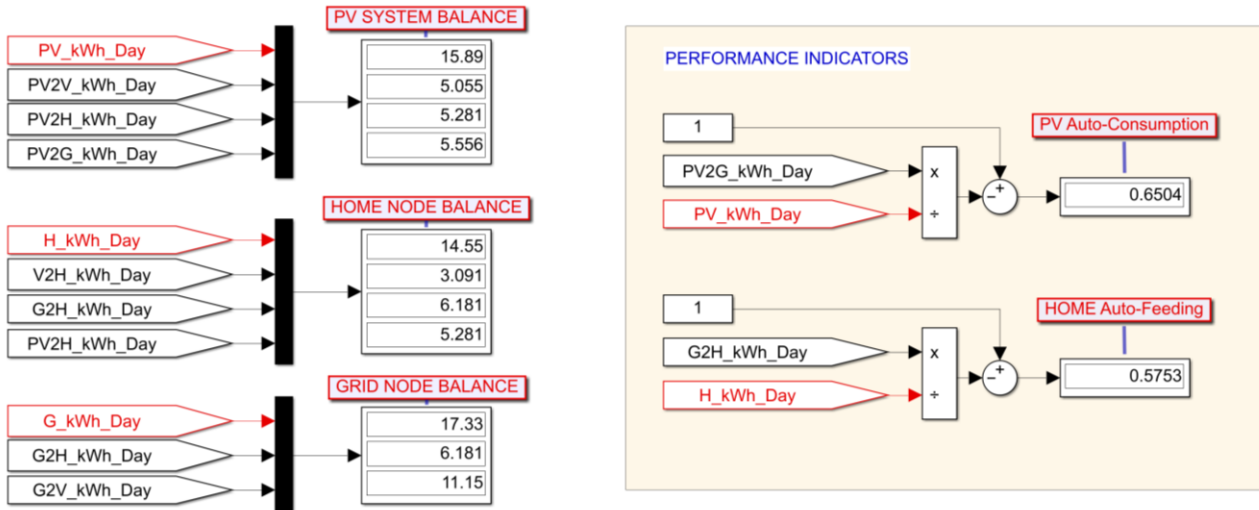 PV SYSTEM BALANCE
PV_kWh_Day
PV2V_kWh_Day
PV2H_kWh_Day
PV2G_kWh_Day
15.89
5.055
5.281
5.556
HOME NODE BALANCE
H_kWh_Day
V2H_kWh_Day
G2H_kWh_Day
PV2H_kWh_Day
14.55
3.091
6.181
5.281
GRID NODE BALANCE
G_kWh_Day
G2H_kWh_Day
G2V_kWh_Day
17.33
6.181
11.15
PERFORMANCE INDICATORS
1
PV2G_kWh_Day
PV_kWh_Day
x
÷
−
+
PV Auto-Consumption
0.6504
1
G2H_kWh_Day
H_kWh_Day
x
÷
−
+
HOME Auto-Feeding
0.5753